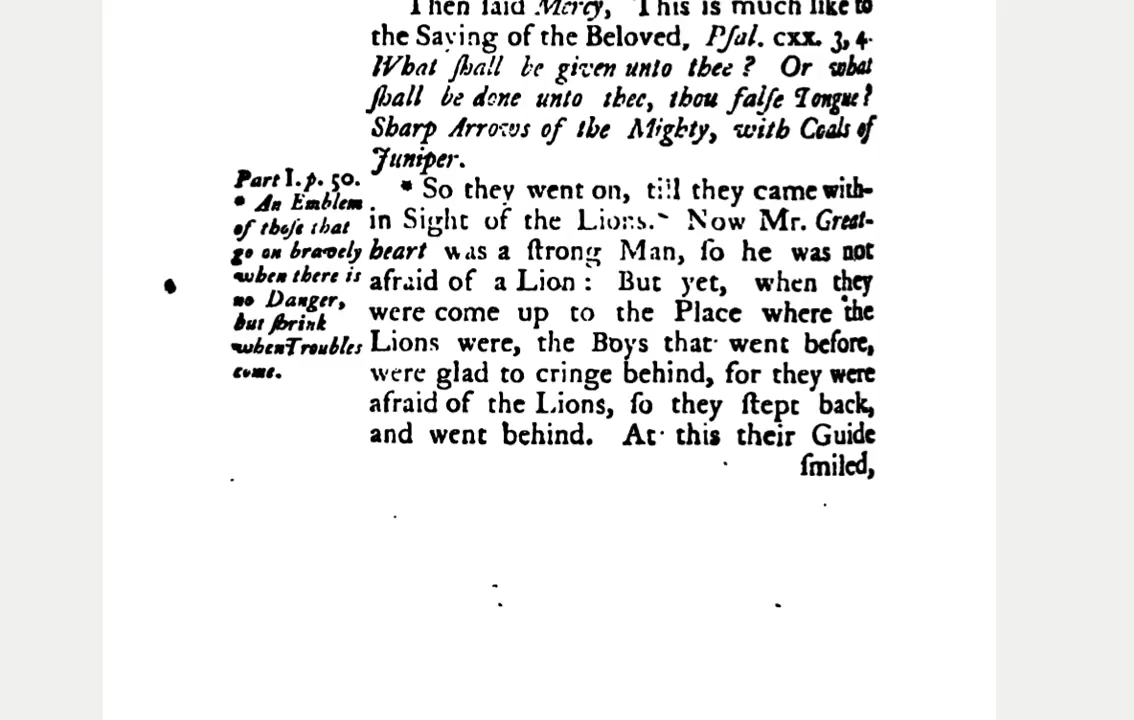 Then ſaid Mercy, This is much like to
the Saying of the Beloved, Pſal. cxx. 3, 4.
What ſhall be given unto thee? Or what
ſhall be done unto thee, thou falſe Tongue?
Sharp Arrows of the Mighty, with Coals of
Juniper.
Part I. p. 50.
* An Emblem
of thoſe that
go on bravely
when there is
no Danger,
but ſhrink
when Troubles
come.
* So they went on, till they came with-
in Sight of the Lions. Now Mr. Great-
heart was a ſtrong Man, ſo he was not
afraid of a Lion: But yet, when they
were come up to the Place where the
Lions were, the Boys that went before,
were glad to cringe behind, for they were
afraid of the Lions, ſo they ſtept back,
and went behind. At this their Guide
ſmiled,